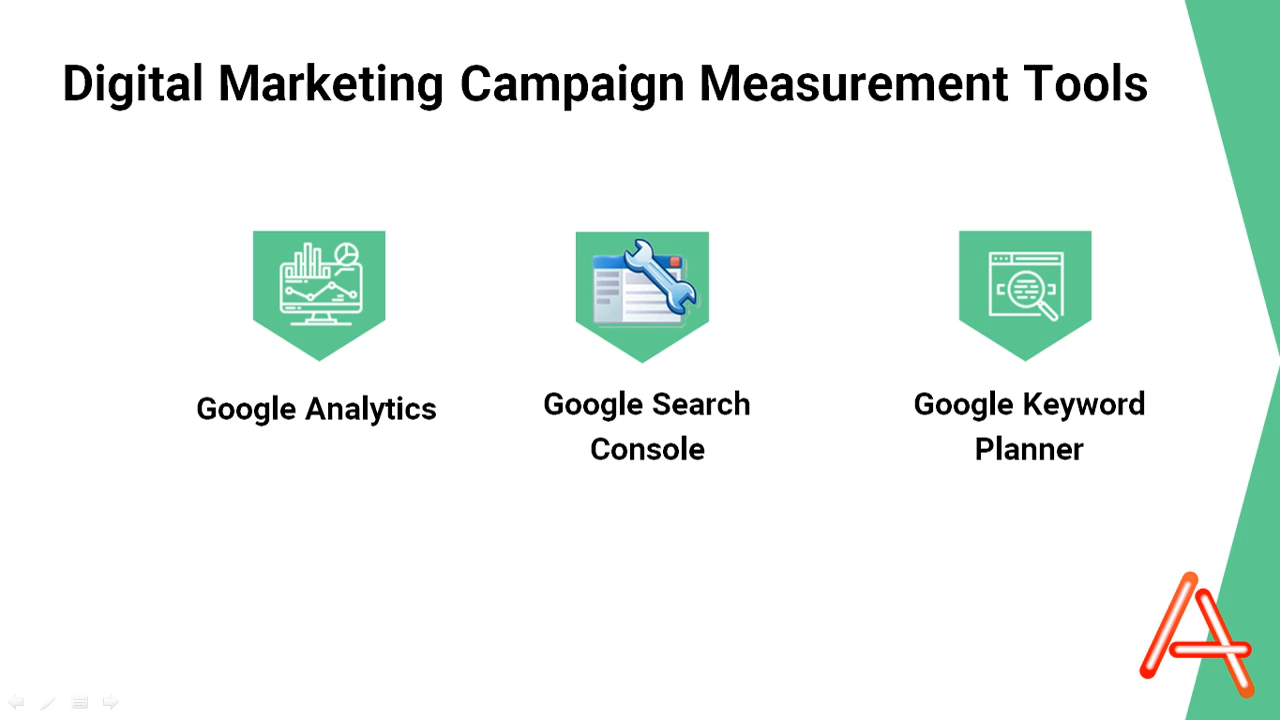 Digital Marketing Campaign Measurement Tools
Google Analytics
Google Search
Console
Google Keyword
Planner